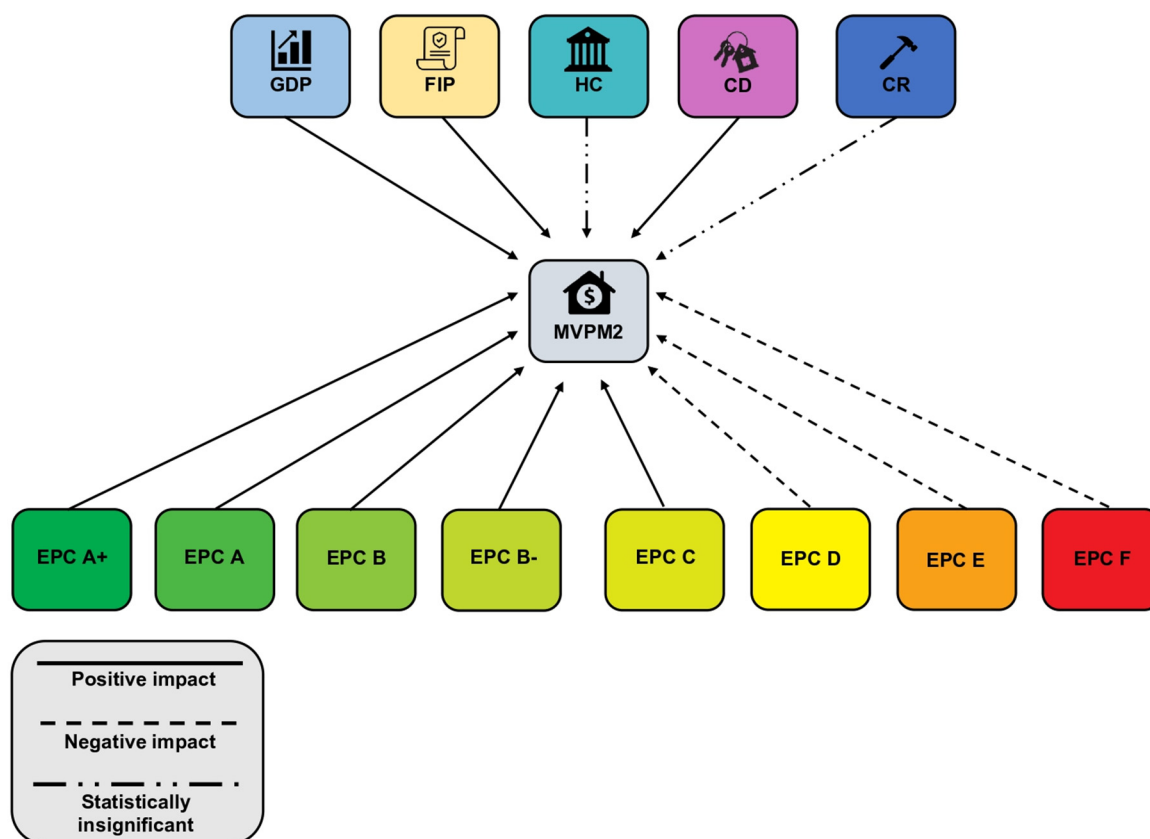 GDP
FIP
HC
CD
CR
$
MVPM2
EPC A+
EPC A
EPC B
EPC B-
EPC C
EPC D
EPC E
EPC F
Positive impact
Negative impact
Statistically
insignificant